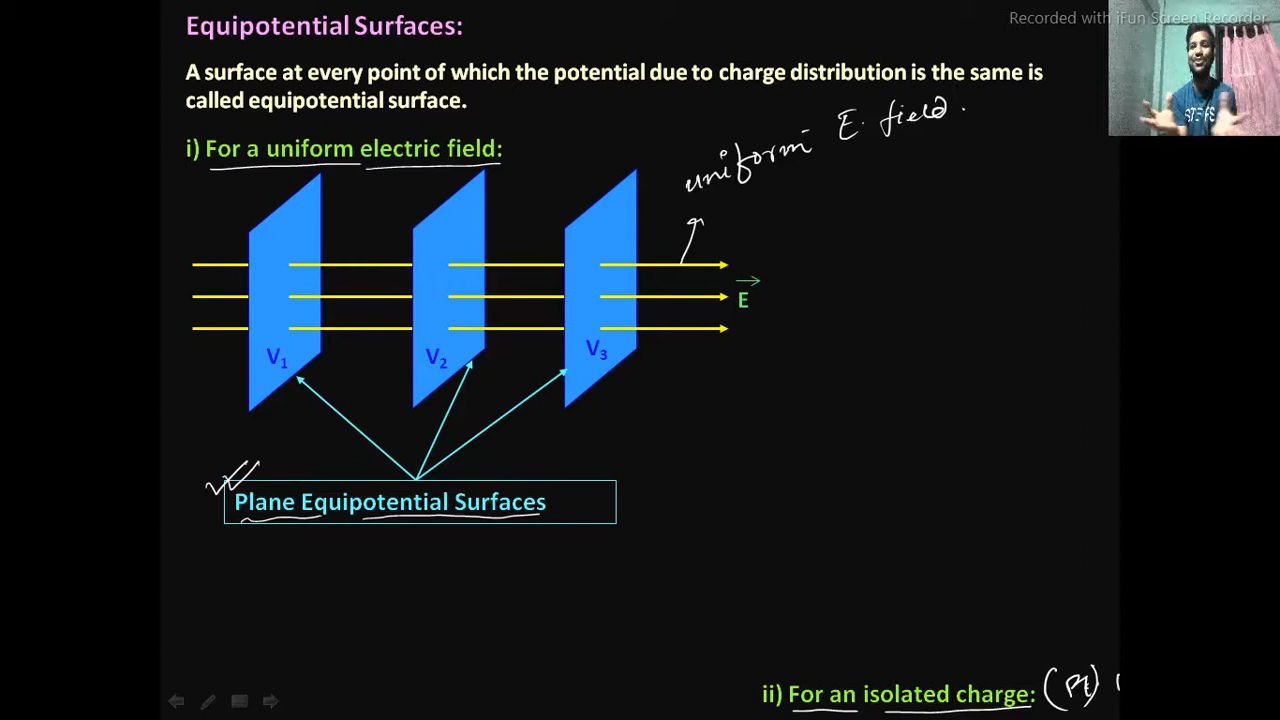 Recorded with iFun Screen Recorder
Equipotential Surfaces:
A surface at every point of which the potential due to charge distribution is the same is
called equipotential surface.
i) For a uniform electric field:
uniform E. field.
E
V1
V2
V3
Plane Equipotential Surfaces
ii) For an isolated charge: (Pt)